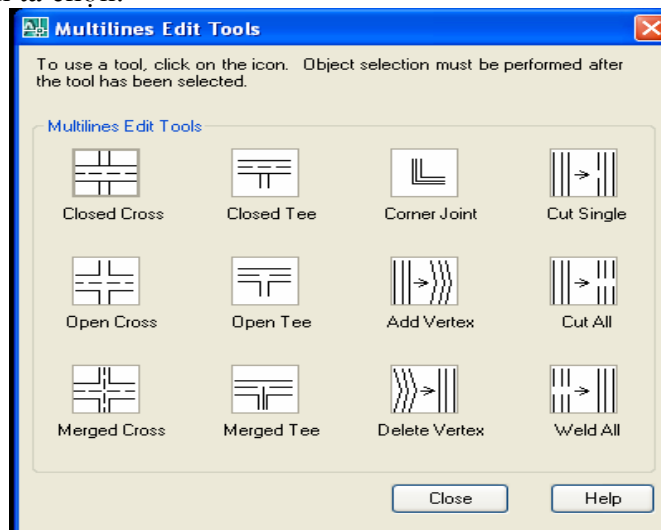 ta chọn.
Multilines Edit Tools
To use a tool, click on the icon. Object selection must be performed after
the tool has been selected.
Multilines Edit Tools
Closed Cross Closed Tee Corner Joint Cut Single
Open Cross Open Tee Add Vertex Cut All
Merged Cross Merged Tee Delete Vertex Weld All
Close Help